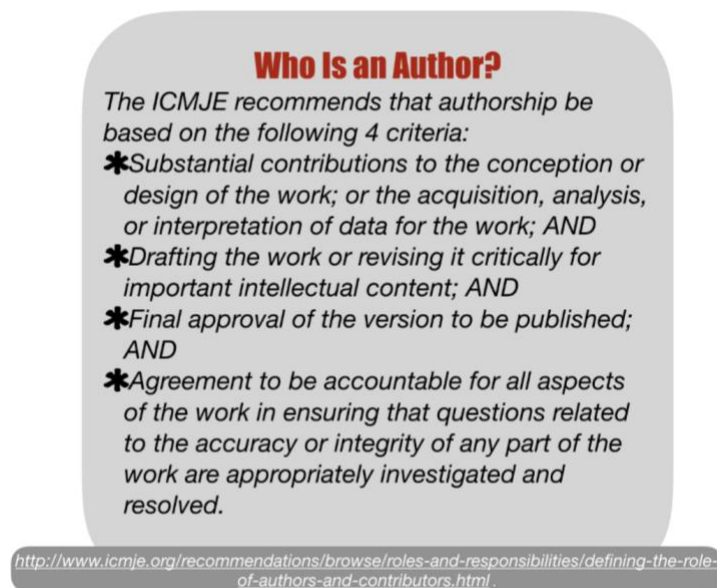 Who Is an Author?
The ICMJE recommends that authorship be
based on the following 4 criteria:
✱Substantial contributions to the conception or
design of the work; or the acquisition, analysis,
or interpretation of data for the work; AND
✱Drafting the work or revising it critically for
important intellectual content; AND
✱Final approval of the version to be published;
AND
✱Agreement to be accountable for all aspects
of the work in ensuring that questions related
to the accuracy or integrity of any part of the
work are appropriately investigated and
resolved.
http://www.icmje.org/recommendations/browse/roles-and-responsibilities/defining-the-role-
of-authors-and-contributors.html .